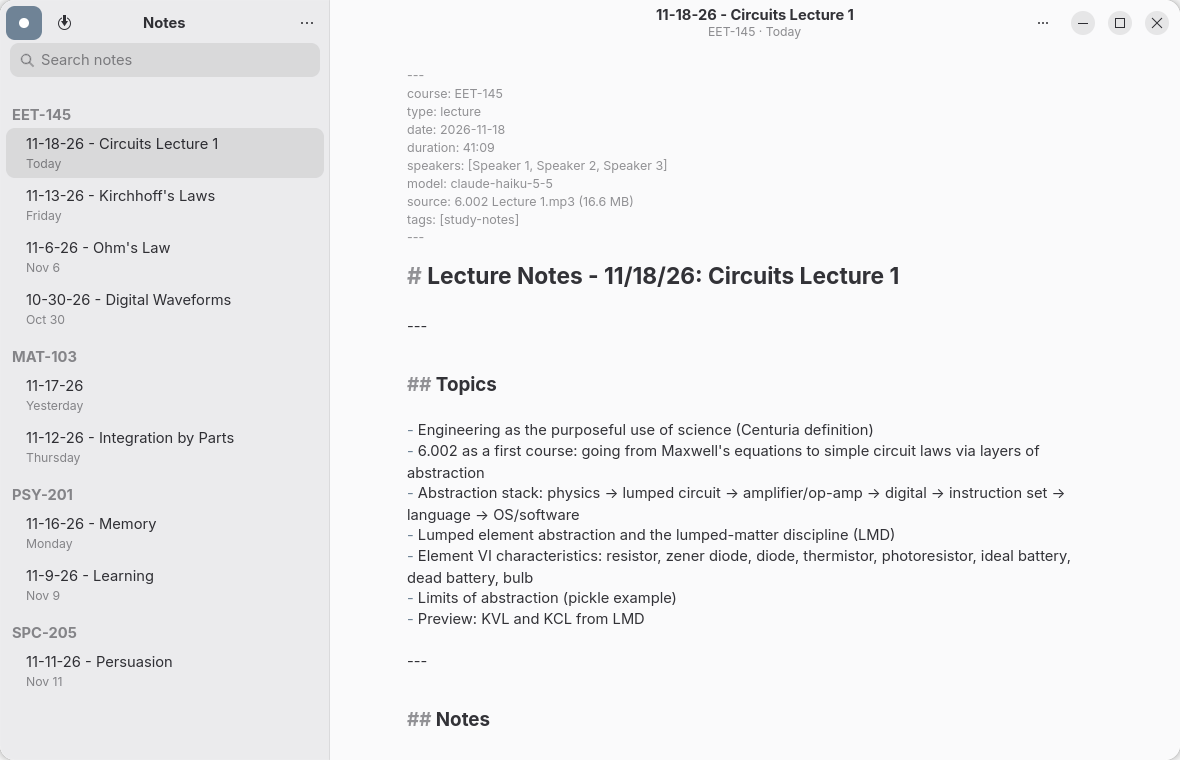 Notes
Search notes
EET-145
11-18-26 - Circuits Lecture 1
Today
11-13-26 - Kirchhoff's Laws
Friday
11-6-26 - Ohm's Law
Nov 6
10-30-26 - Digital Waveforms
Oct 30
MAT-103
11-17-26
Yesterday
11-12-26 - Integration by Parts
Thursday
PSY-201
11-16-26 - Memory
Monday
11-9-26 - Learning
Nov 9
SPC-205
11-11-26 - Persuasion
Nov 11
11-18-26 - Circuits Lecture 1
EET-145 · Today
---
course: EET-145
type: lecture
date: 2026-11-18
duration: 41:09
speakers: [Speaker 1, Speaker 2, Speaker 3]
model: claude-haiku-5-5
source: 6.002 Lecture 1.mp3 (16.6 MB)
tags: [study-notes]
---
# Lecture Notes - 11/18/26: Circuits Lecture 1
---
## Topics
- Engineering as the purposeful use of science (Centuria definition)
- 6.002 as a first course: going from Maxwell's equations to simple circuit laws via layers of
abstraction
- Abstraction stack: physics → lumped circuit → amplifier/op-amp → digital → instruction set →
language → OS/software
- Lumped element abstraction and the lumped-matter discipline (LMD)
- Element VI characteristics: resistor, zener diode, diode, thermistor, photoresistor, ideal battery,
dead battery, bulb
- Limits of abstraction (pickle example)
- Preview: KVL and KCL from LMD
---
## Notes